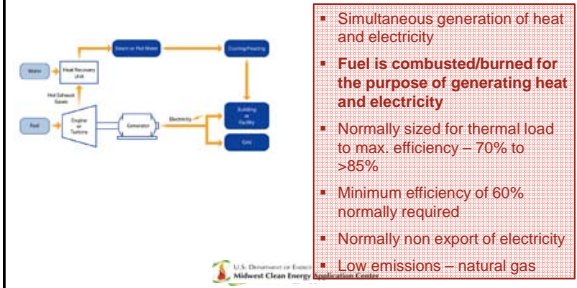 Steam or Hot Water
Cooling/Heating
Water
Heat Recovery
Unit
Hot Exhaust
Gases
Building
or
Facility
Fuel
Engine
or
Turbine
Generator
Electricity
Grid
▪ Simultaneous generation of heat
and electricity
▪ Fuel is combusted/burned for
the purpose of generating heat
and electricity
▪ Normally sized for thermal load
to max. efficiency – 70% to
>85%
▪ Minimum efficiency of 60%
normally required
▪ Normally non export of electricity
▪ Low emissions – natural gas
U.S. Department of Energy
Midwest Clean Energy Application Center